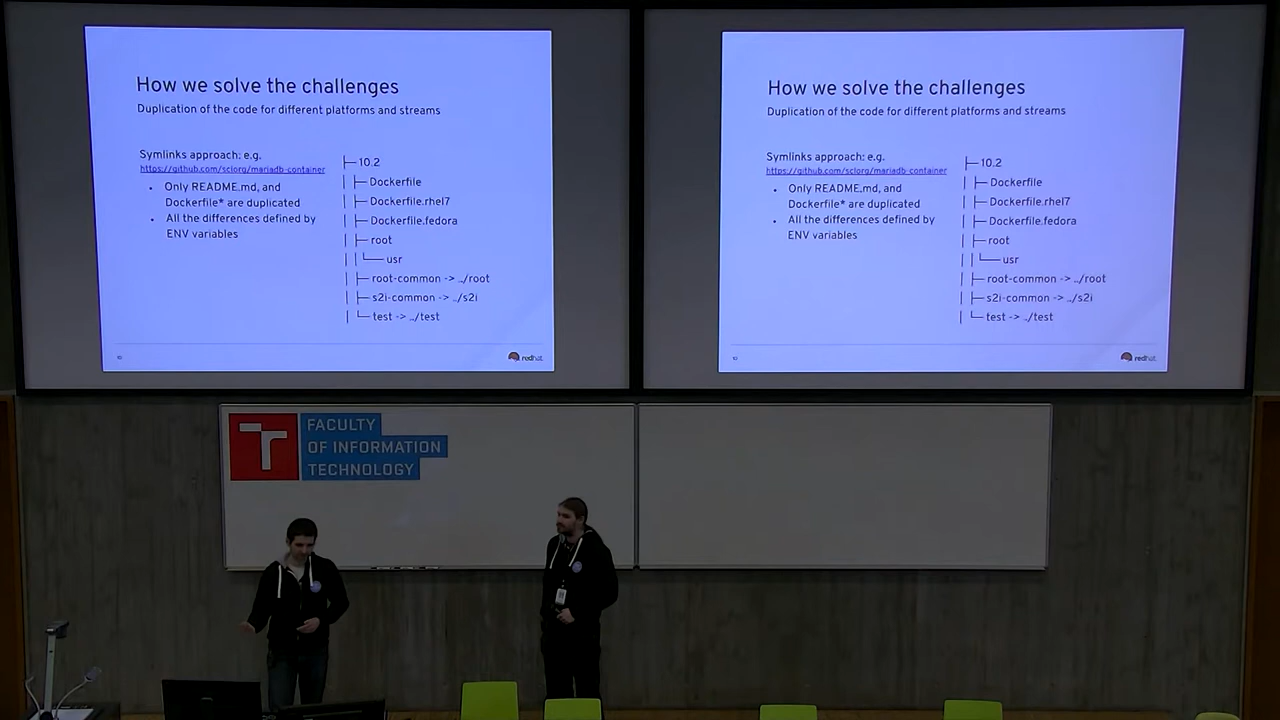 How we solve the challenges
Duplication of the code for different platforms and streams
Symlinks approach: e.g.
https://github.com/sclorg/mariadb-container
• Only README.md, and
Dockerfile* are duplicated
• All the differences defined by
ENV variables
├─ 10.2
│ ├─ Dockerfile
│ ├─ Dockerfile.rhel7
│ ├─ Dockerfile.fedora
│ ├─ root
│ │ └── usr
│ ├─ root-common -> ../root
│ ├─ s2i-common -> ../s2i
│ └─ test -> ../test
10
redhat.
How we solve the challenges
Duplication of the code for different platforms and streams
Symlinks approach: e.g.
https://github.com/sclorg/mariadb-container
• Only README.md, and
Dockerfile* are duplicated
• All the differences defined by
ENV variables
├─ 10.2
│ ├─ Dockerfile
│ ├─ Dockerfile.rhel7
│ ├─ Dockerfile.fedora
│ ├─ root
│ │ └── usr
│ ├─ root-common -> ../root
│ ├─ s2i-common -> ../s2i
│ └─ test -> ../test
10
redhat.
T
FACULTY
OF INFORMATION
TECHNOLOGY